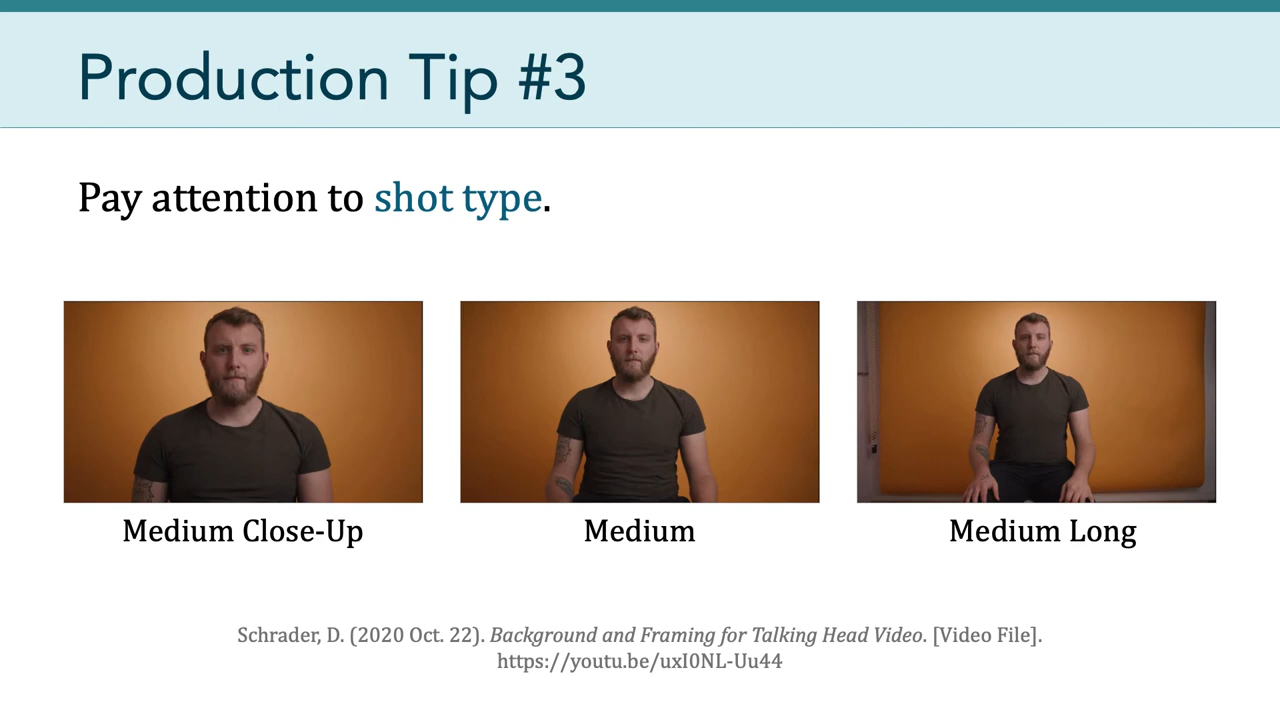 Production Tip #3
Pay attention to shot type.
Medium Close-Up
Medium
Medium Long
Schrader, D. (2020 Oct. 22). Background and Framing for Talking Head Video. [Video File].
https://youtu.be/uxI0NL-Uu44